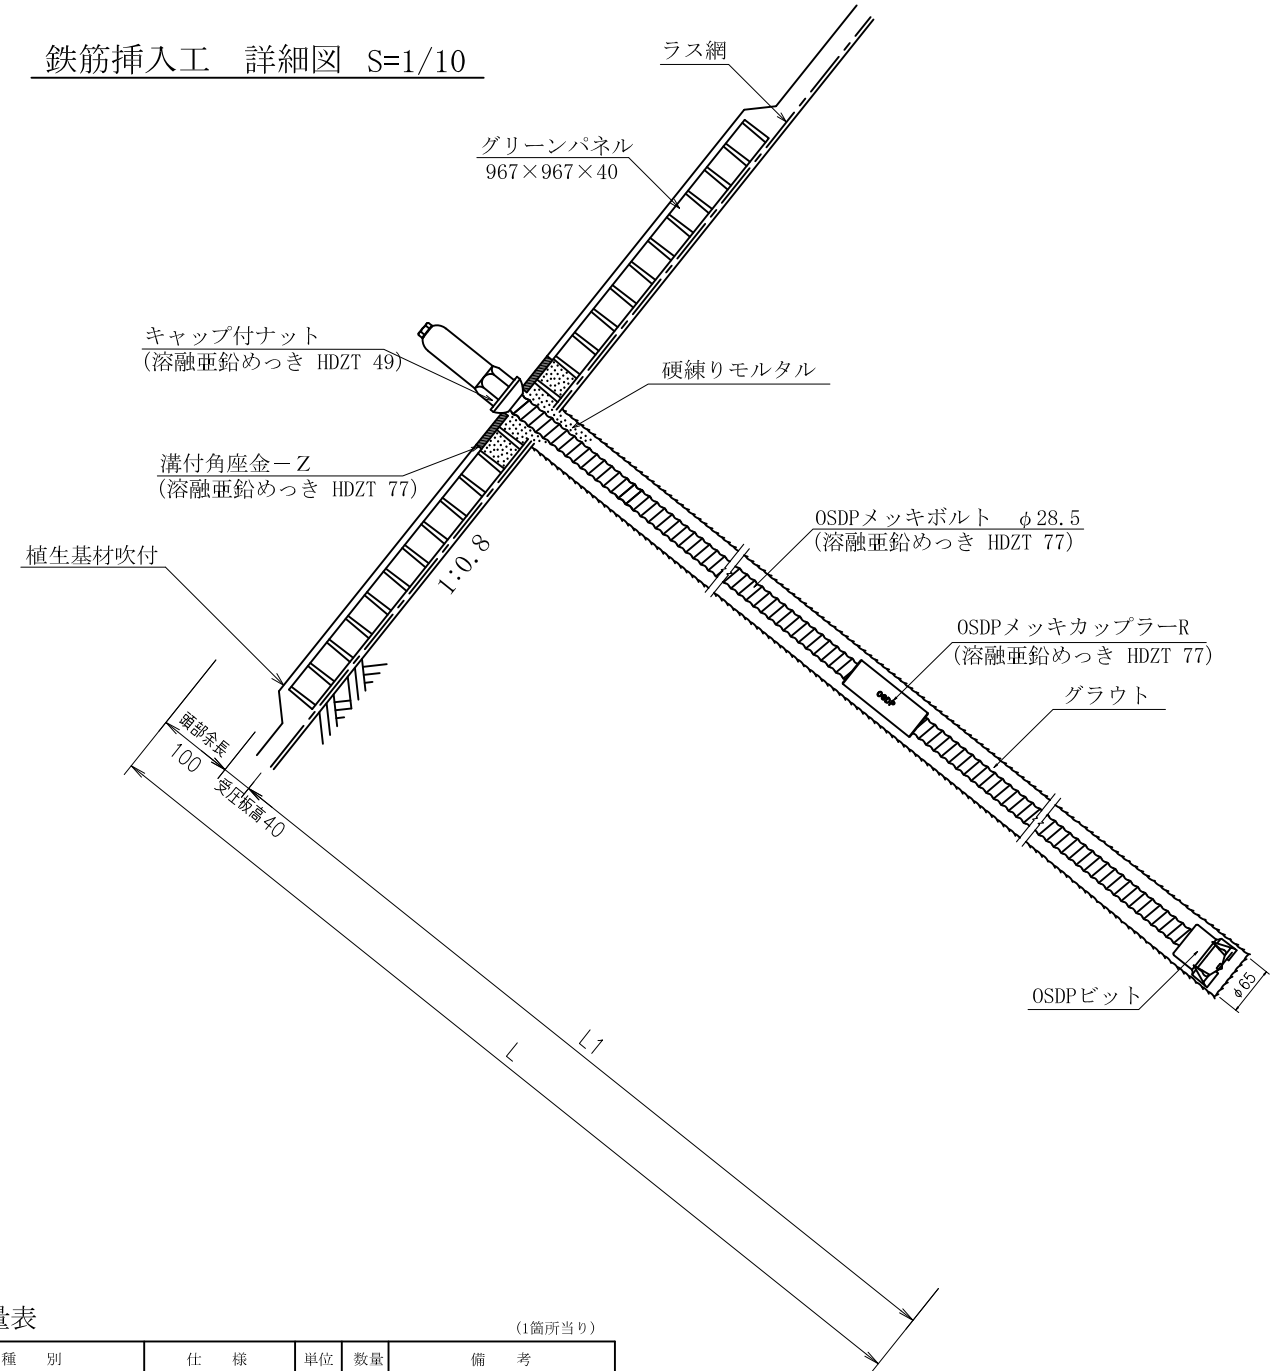 鉄筋挿入工　詳細図　S=1/10
ラス網
グリーンパネル
967×967×40
キャップ付ナット
(溶融亜鉛めっき HDZT 49)
硬練りモルタル
溝付角座金－Z
(溶融亜鉛めっき HDZT 77)
OSDPメッキボルト　φ28.5
(溶融亜鉛めっき HDZT 77)
植生基材吹付
1:0.8
OSDPメッキカップラーR
(溶融亜鉛めっき HDZT 77)
OSDP
グラウト
頭部余長
100
受圧板高40
OSDPビット
φ65
L1
L
量表
(1箇所当り)
種　別　仕　様　単位　数量　備　考